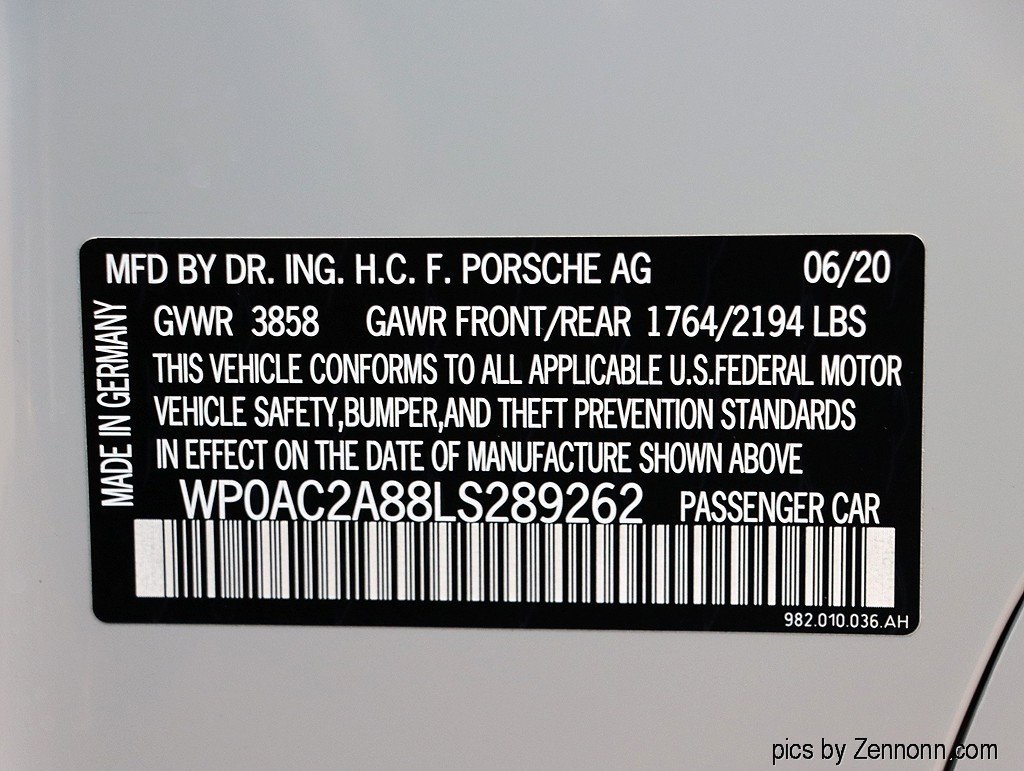 MFD BY DR. ING. H.C. F. PORSCHE AG 06/20
GVWR 3858 GAWR FRONT/REAR 1764/2194 LBS
THIS VEHICLE CONFORMS TO ALL APPLICABLE U.S.FEDERAL MOTOR
VEHICLE SAFETY,BUMPER,AND THEFT PREVENTION STANDARDS
IN EFFECT ON THE DATE OF MANUFACTURE SHOWN ABOVE
WP0AC2A88LS289262 PASSENGER CAR
MADE IN GERMANY
982.010.036.AH
pics by Zennonn.com